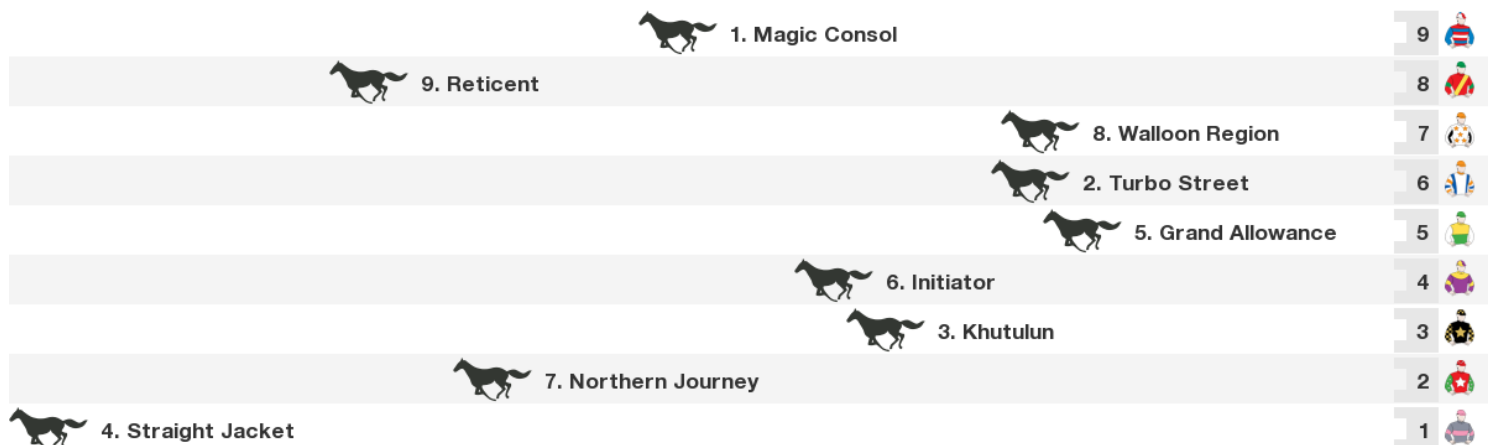 1. Magic Consol 9
9. Reticent 8
8. Walloon Region 7
2. Turbo Street 6
5. Grand Allowance 5
6. Initiator 4
3. Khutulun 3
7. Northern Journey 2
4. Straight Jacket 1